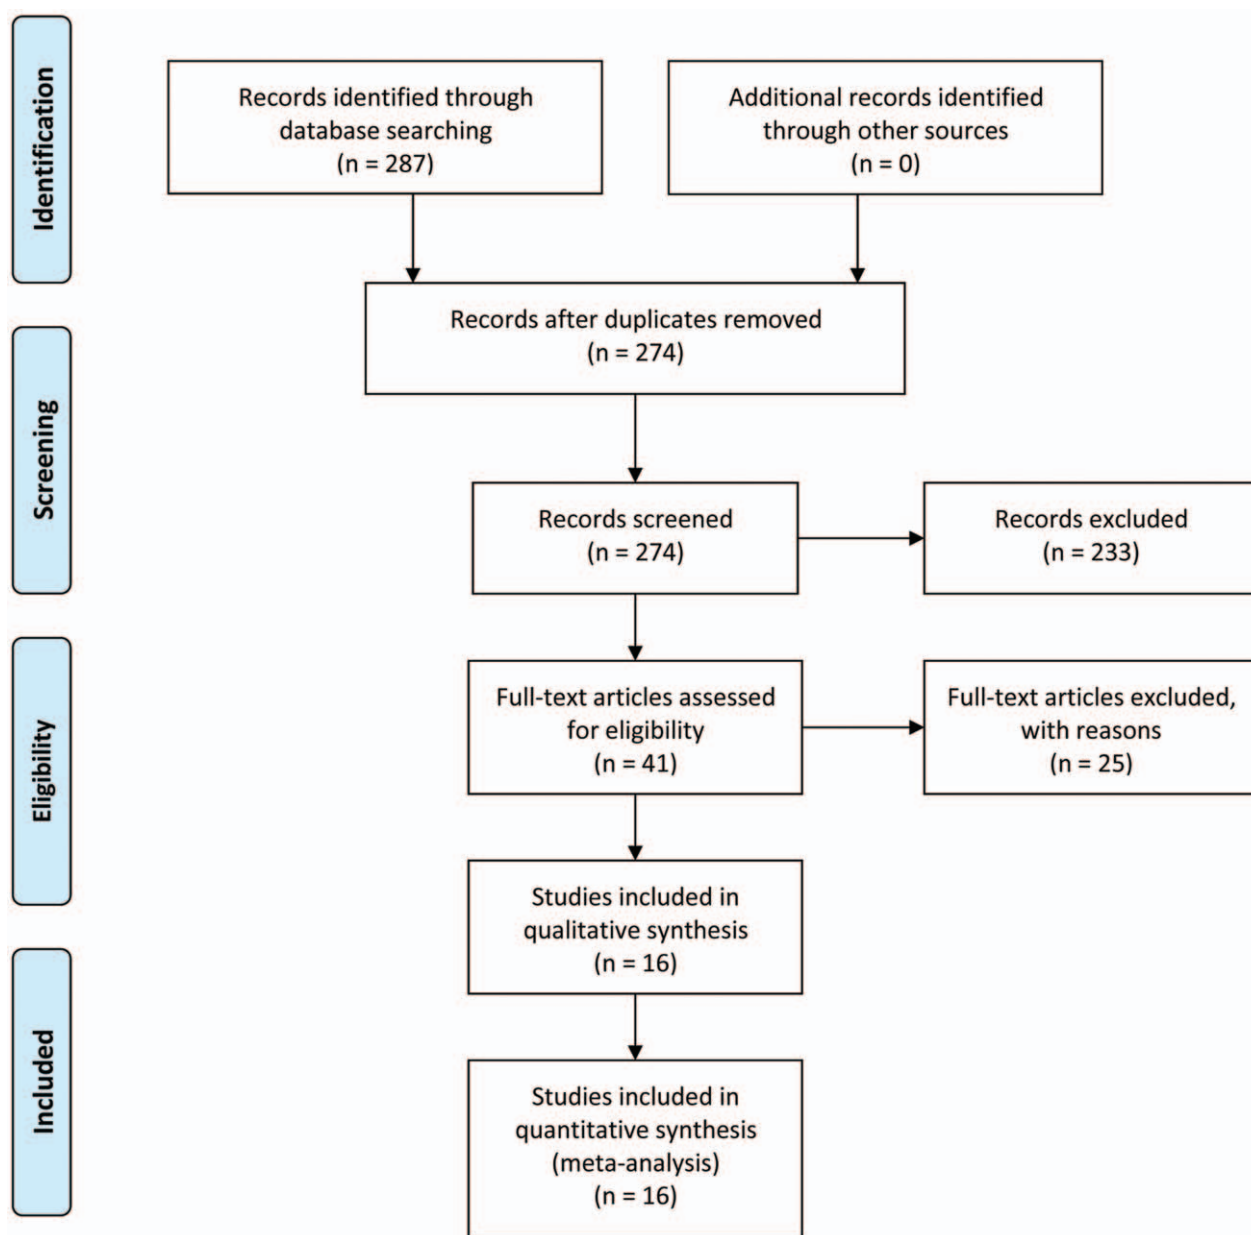 Identification
Records identified through
database searching
(n = 287)
Additional records identified
through other sources
(n = 0)
Records after duplicates removed
(n = 274)
Screening
Records screened
(n = 274)
Records excluded
(n = 233)
Eligibility
Full-text articles assessed
for eligibility
(n = 41)
Full-text articles excluded,
with reasons
(n = 25)
Studies included in
qualitative synthesis
(n = 16)
Included
Studies included in
quantitative synthesis
(meta-analysis)
(n = 16)